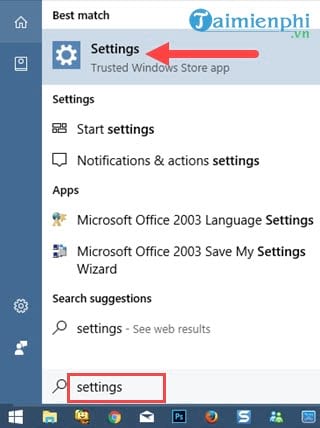 Best match
Taimienphi
.vn
Settings
Trusted Windows Store app
Settings
Start settings
Notifications & actions settings
Apps
Microsoft Office 2003 Language Settings
Microsoft Office 2003 Save My Settings
Wizard
Search suggestions
settings - See web results
settings
Ps
S